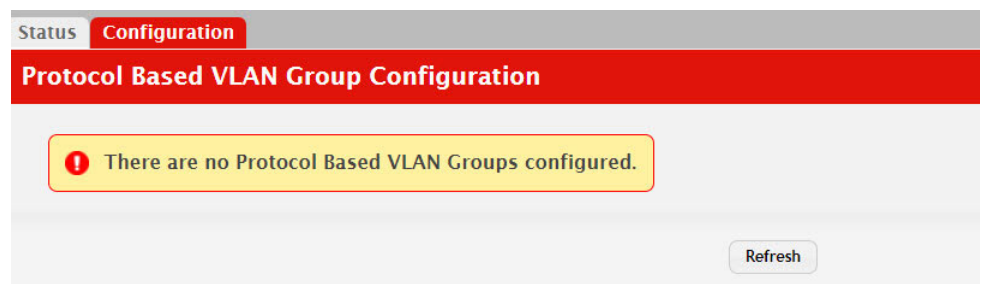 Status Configuration
Protocol Based VLAN Group Configuration
There are no Protocol Based VLAN Groups configured.
Refresh